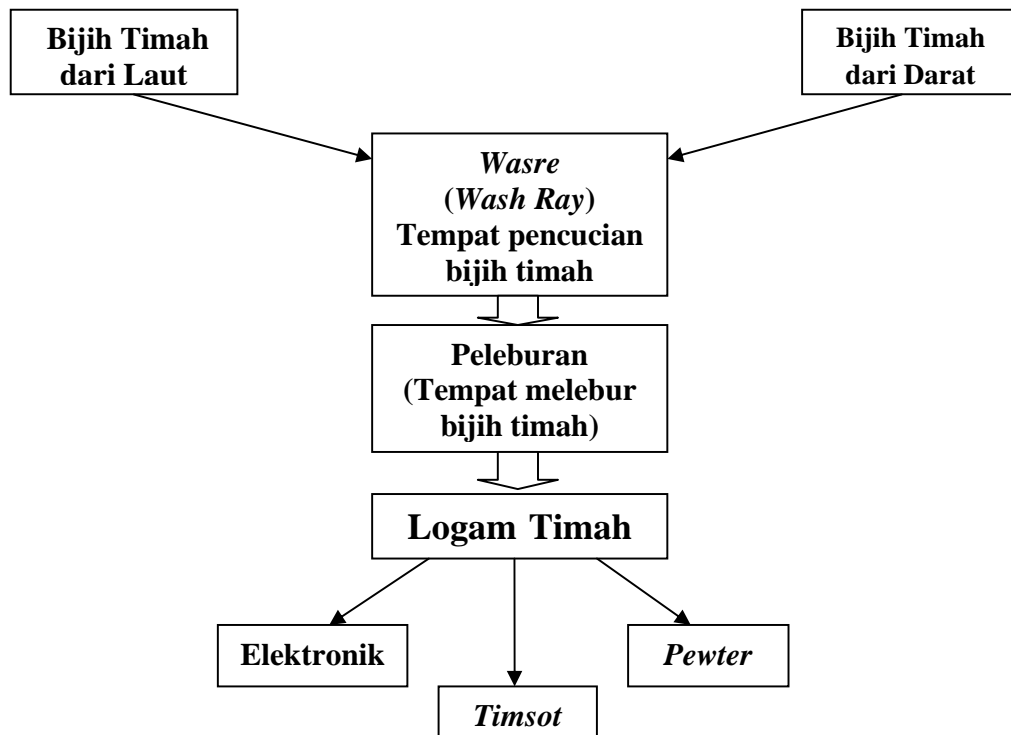 Bijih Timah
dari Laut
Bijih Timah
dari Darat
Wasre
(Wash Ray)
Tempat pencucian
bijih timah
Peleburan
(Tempat melebur
bijih timah)
Logam Timah
Elektronik
Pewter
Timsot